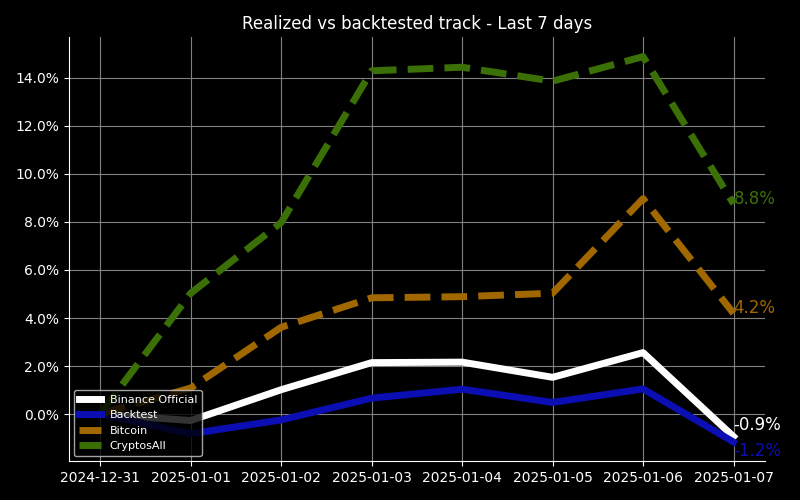 Realized vs backtested track - Last 7 days
14.0%
12.0%
10.0%
8.0%
6.0%
4.0%
2.0%
0.0%
8.8%
4.2%
-0.9%
-1.2%
Binance Official
Backtest
Bitcoin
CryptosAll
2024-12-31 2025-01-01 2025-01-02 2025-01-03 2025-01-04 2025-01-05 2025-01-06 2025-01-07